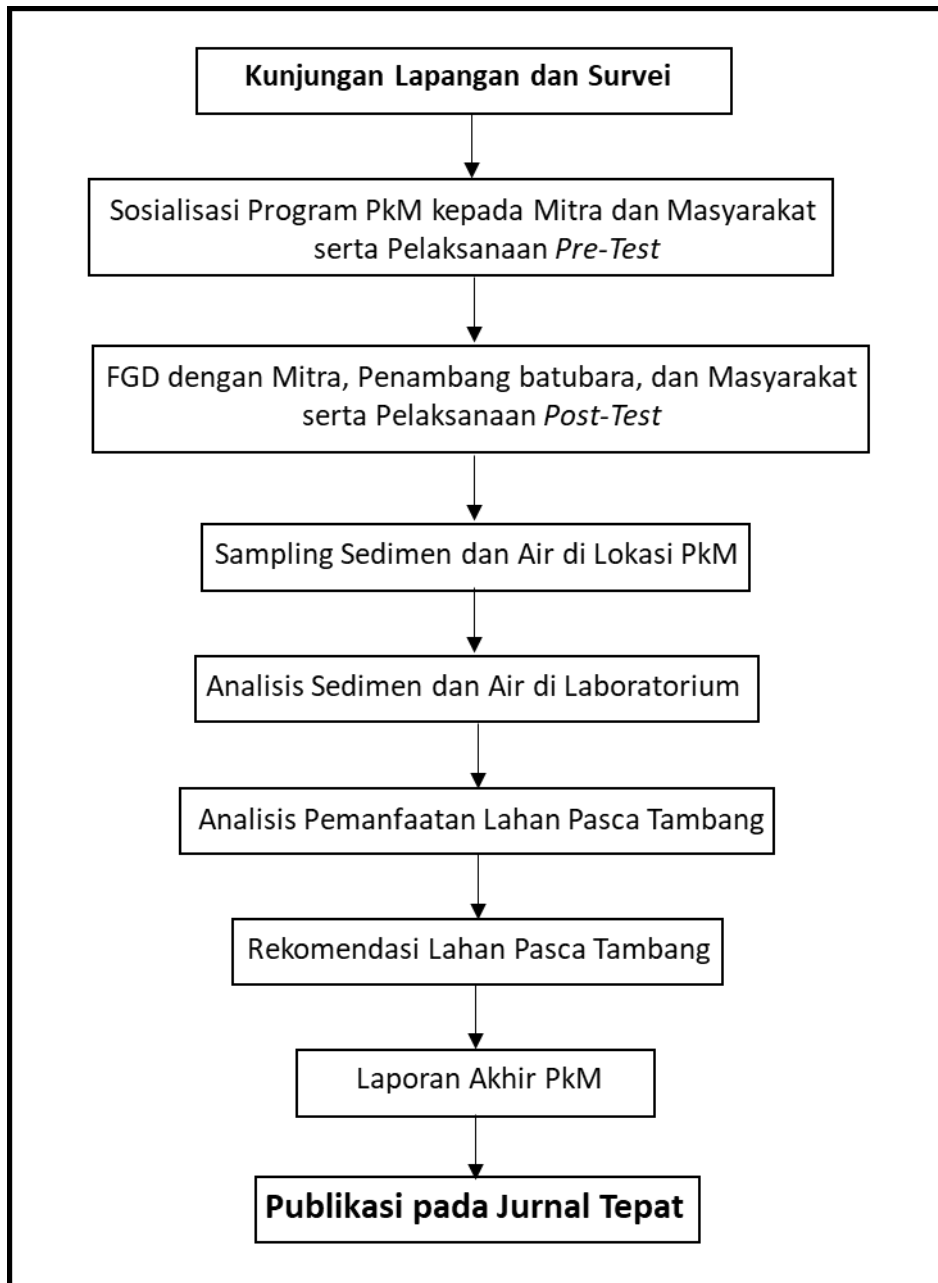 Kunjungan Lapangan dan Survei
Sosialisasi Program PkM kepada Mitra dan Masyarakat
serta Pelaksanaan Pre-Test
FGD dengan Mitra, Penambang batubara, dan Masyarakat
serta Pelaksanaan Post-Test
Sampling Sedimen dan Air di Lokasi PkM
Analisis Sedimen dan Air di Laboratorium
Analisis Pemanfaatan Lahan Pasca Tambang
Rekomendasi Lahan Pasca Tambang
Laporan Akhir PkM
Publikasi pada Jurnal Tepat